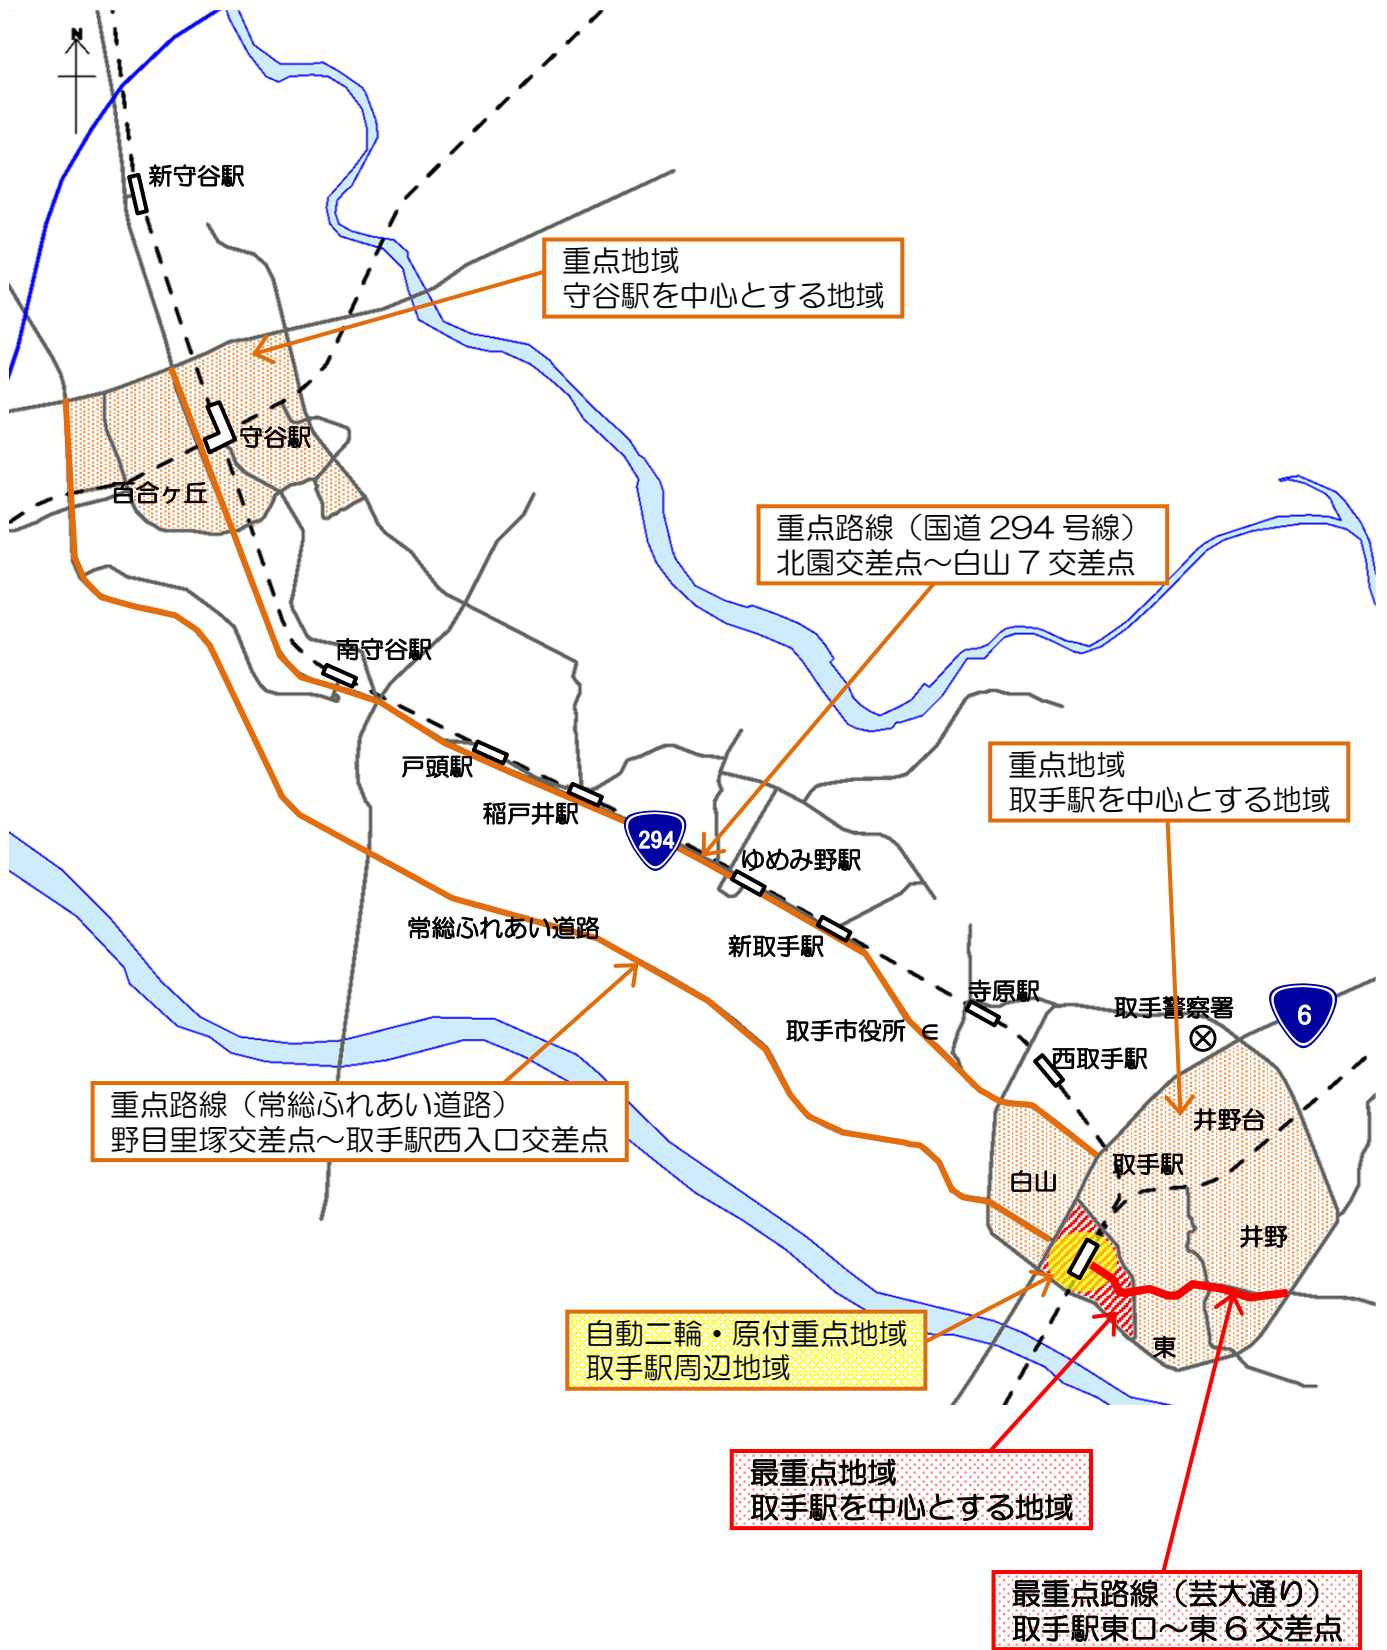 N
新守谷駅
重点地域
守谷駅を中心とする地域
守谷駅
百合ヶ丘
重点路線（国道 294 号線）
北園交差点～白山 7 交差点
南守谷駅
戸頭駅
稲戸井駅
294
ゆめみ野駅
重点地域
取手駅を中心とする地域
常総ふれあい道路
新取手駅
寺原駅
取手警察署
6
取手市役所 ∈
西取手駅
重点路線（常総ふれあい道路）
野目里塚交差点～取手駅西入口交差点
井野台
取手駅
白山
井野
自動二輪・原付重点地域
取手駅周辺地域
東
最重点地域
取手駅を中心とする地域
最重点路線（芸大通り）
取手駅東口～東 6 交差点